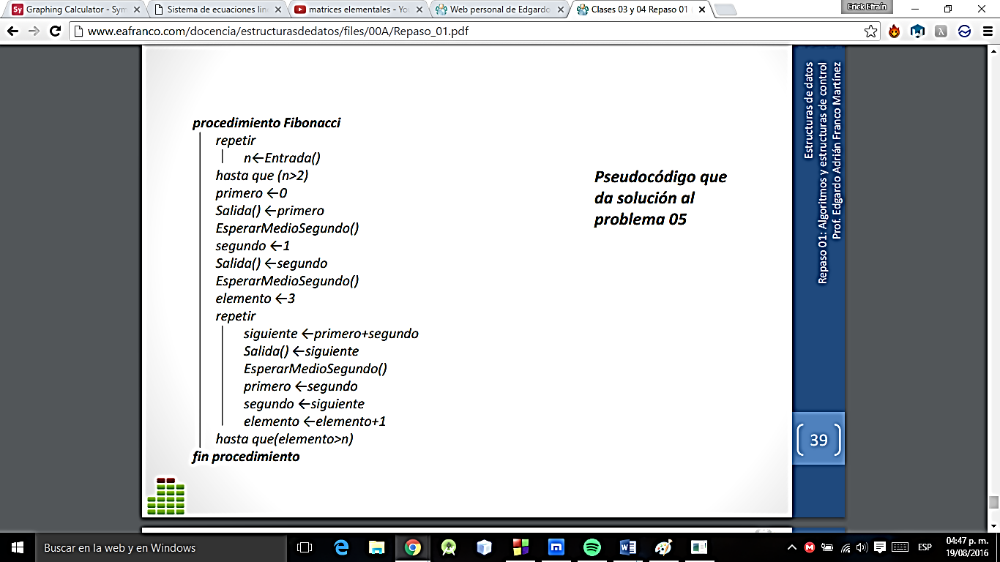 Graphing Calculator - Sym
Sistema de ecuaciones line
matrices elementales - You
Web personal de Edgardo
Clases 03 y 04 Repaso 01
Erick Efraín
www.eafranco.com/docencia/estructurasdedatos/files/00A/Repaso_01.pdf
procedimiento Fibonacci
repetir
n←Entrada()
hasta que (n>2)
primero ←0
Salida() ←primero
EsperarMedioSegundo()
segundo ←1
Salida() ←segundo
EsperarMedioSegundo()
elemento ←3
repetir
siguiente ←primero+segundo
Salida() ←siguiente
EsperarMedioSegundo()
primero ←segundo
segundo ←siguiente
elemento ←elemento+1
hasta que(elemento>n)
fin procedimiento
Pseudocódigo que
da solución al
problema 05
Estructuras de datos
Repaso 01: Algoritmos y estructuras de control
Prof. Edgardo Adrián Franco Martínez
39
Buscar en la web y en Windows
ESP
04:47 p. m.
19/08/2016